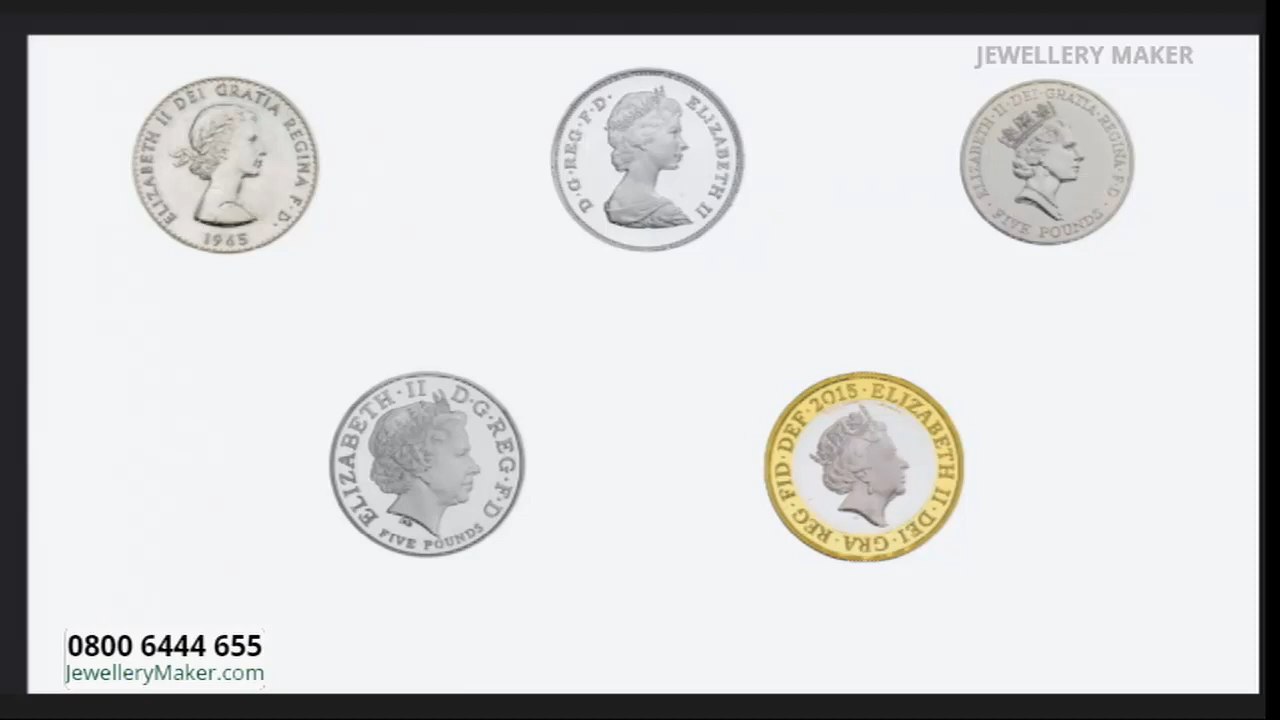 JEWELLERY MAKER
ELIZABETH II DEI GRATIA REGINA F·D·
1965
D·G·REG·F·D· ELIZABETH II
ELIZABETH·II·DEI·GRATIA·REGINA·F·D
· FIVE POUNDS ·
ELIZABETH·II D·G·REG·F·D
FIVE POUNDS
ELIZABETH II·DEI·GRA·REG·FID·DEF·2015·
0800 6444 655
JewelleryMaker.com